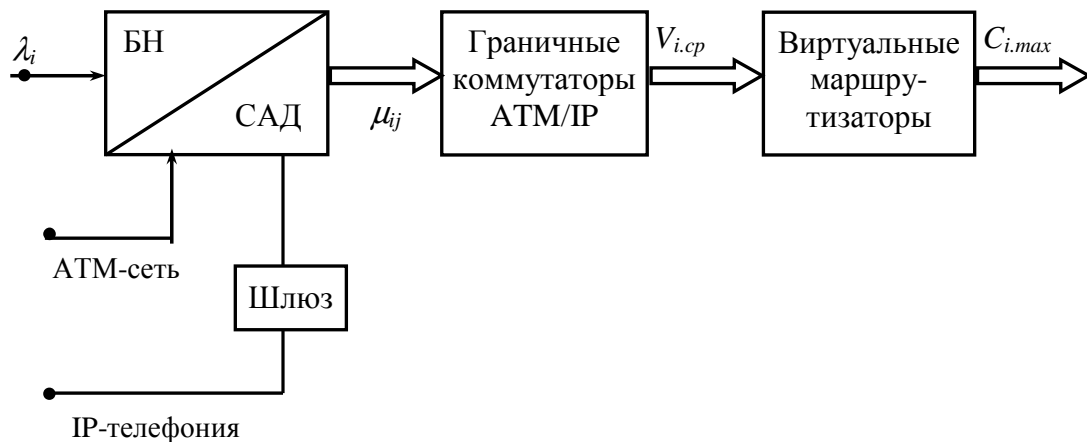 λi
БН
САД
μij
Граничные
коммутаторы
АТМ/IP
Vi.cp
Виртуальные
маршру-
тизаторы
Ci.max
АТМ-сеть
Шлюз
IP-телефония